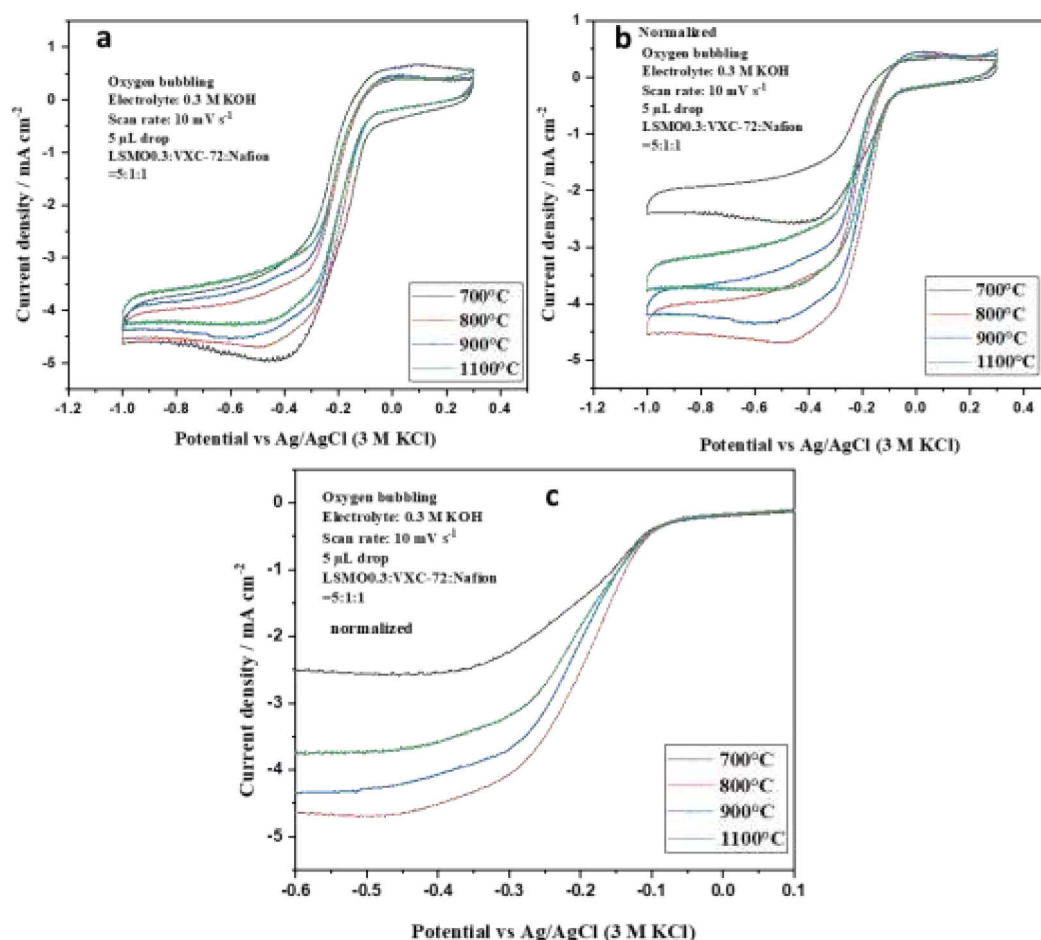 a
Oxygen bubbling
Electrolyte: 0.3 M KOH
Scan rate: 10 mV s⁻¹
5 µL drop
LSMO0.3:VXC-72:Nafion
=5:1:1
Current density / mA cm⁻²
1
0
-1
-2
-3
-4
-5
700°C
800°C
900°C
1100°C
-1.2 -1.0 -0.8 -0.6 -0.4 -0.2 0.0 0.2 0.4
Potential vs Ag/AgCl (3 M KCl)
b
Normalized
Oxygen bubbling
Electrolyte: 0.3 M KOH
Scan rate: 10 mV s⁻¹
5 µL drop
LSMO0.3:VXC-72:Nafion
=5:1:1
Current density / mA cm⁻²
1
0
-1
-2
-3
-4
-5
700°C
800°C
900°C
1100°C
-1.2 -1.0 -0.8 -0.6 -0.4 -0.2 0.0 0.2 0.4
Potential vs Ag/AgCl (3 M KCl)
c
Oxygen bubbling
Electrolyte: 0.3 M KOH
Scan rate: 10 mV s⁻¹
5 µL drop
LSMO0.3:VXC-72:Nafion
=5:1:1
normalized
Current density / mA cm⁻²
0
-1
-2
-3
-4
-5
700°C
800°C
900°C
1100°C
-0.6 -0.5 -0.4 -0.3 -0.2 -0.1 0.0 0.1
Potential vs Ag/AgCl (3 M KCl)